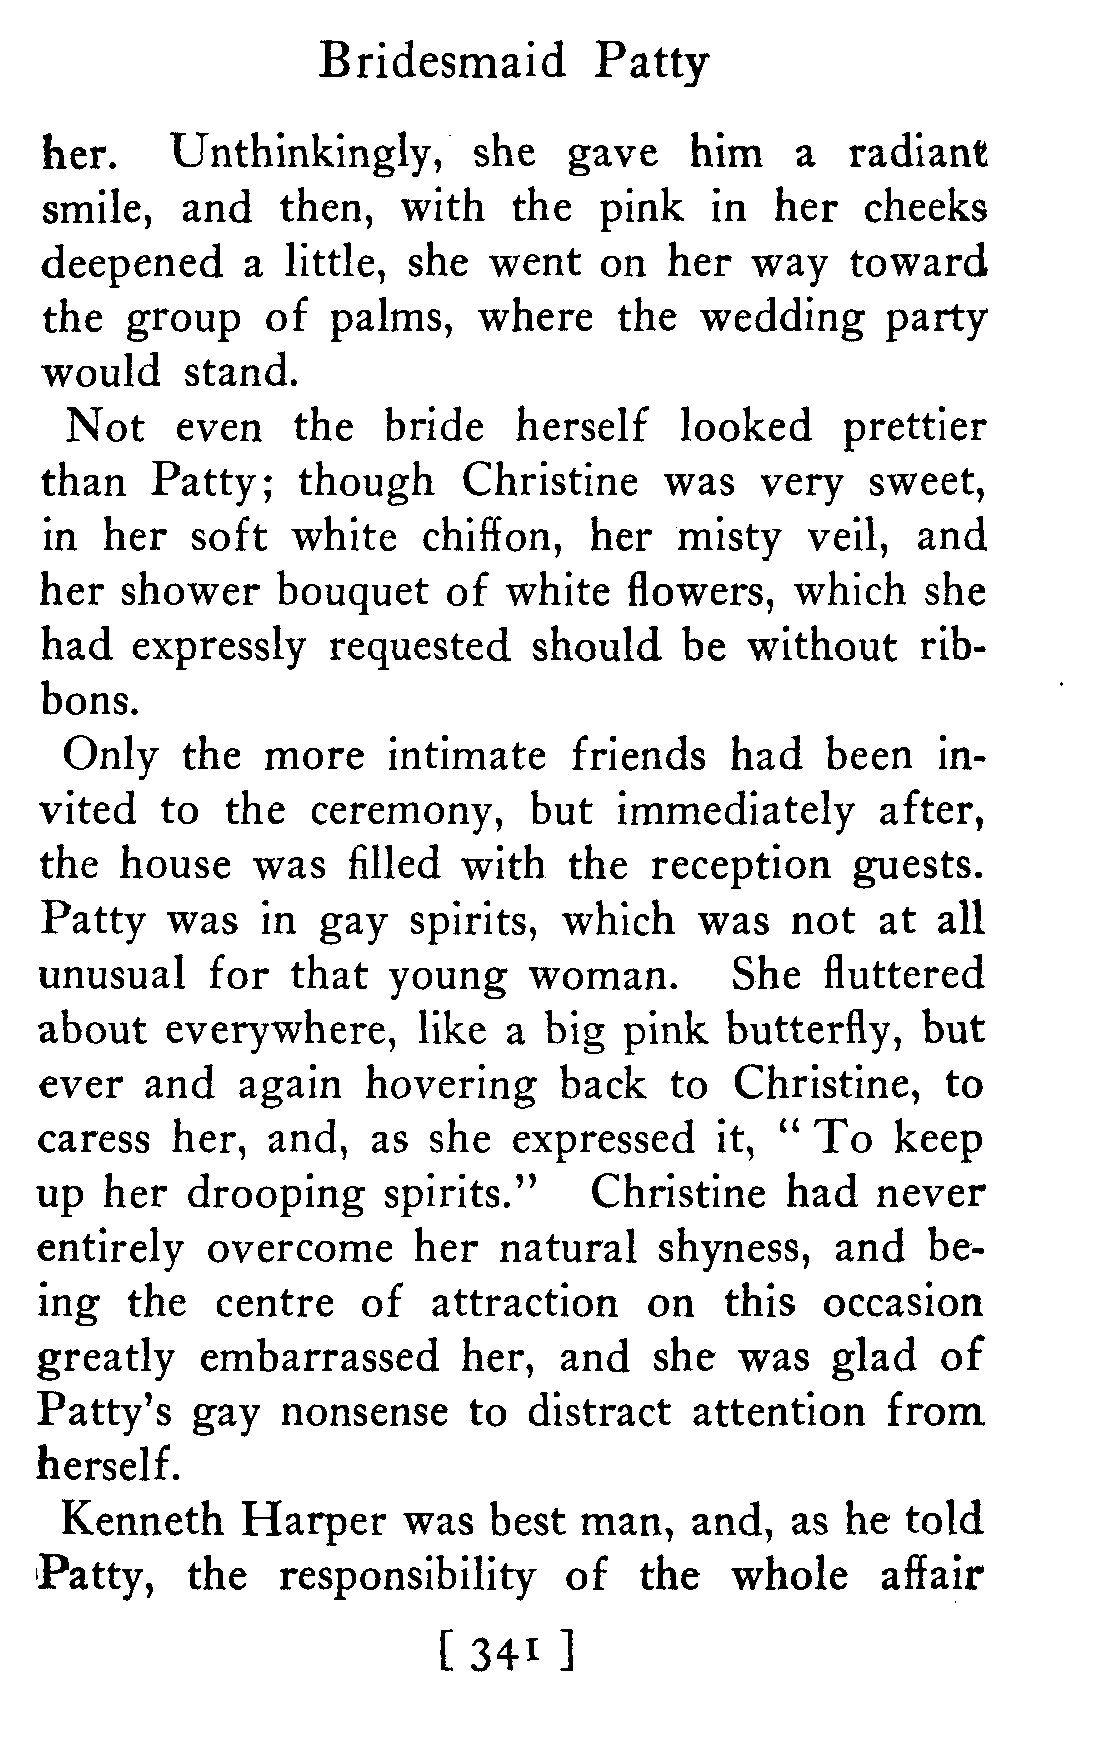 Bridesmaid Patty
her. Unthinkingly, she gave him a radiant
smile, and then, with the pink in her cheeks
deepened a little, she went on her way toward
the group of palms, where the wedding party
would stand.
Not even the bride herself looked prettier
than Patty; though Christine was very sweet,
in her soft white chiffon, her misty veil, and
her shower bouquet of white flowers, which she
had expressly requested should be without rib-
bons.
Only the more intimate friends had been in-
vited to the ceremony, but immediately after,
the house was filled with the reception guests.
Patty was in gay spirits, which was not at all
unusual for that young woman. She fluttered
about everywhere, like a big pink butterfly, but
ever and again hovering back to Christine, to
caress her, and, as she expressed it, “ To keep
up her drooping spirits.” Christine had never
entirely overcome her natural shyness, and be-
ing the centre of attraction on this occasion
greatly embarrassed her, and she was glad of
Patty's gay nonsense to distract attention from
herself.
Kenneth Harper was best man, and, as he told
Patty, the responsibility of the whole affair
[ 341 ]